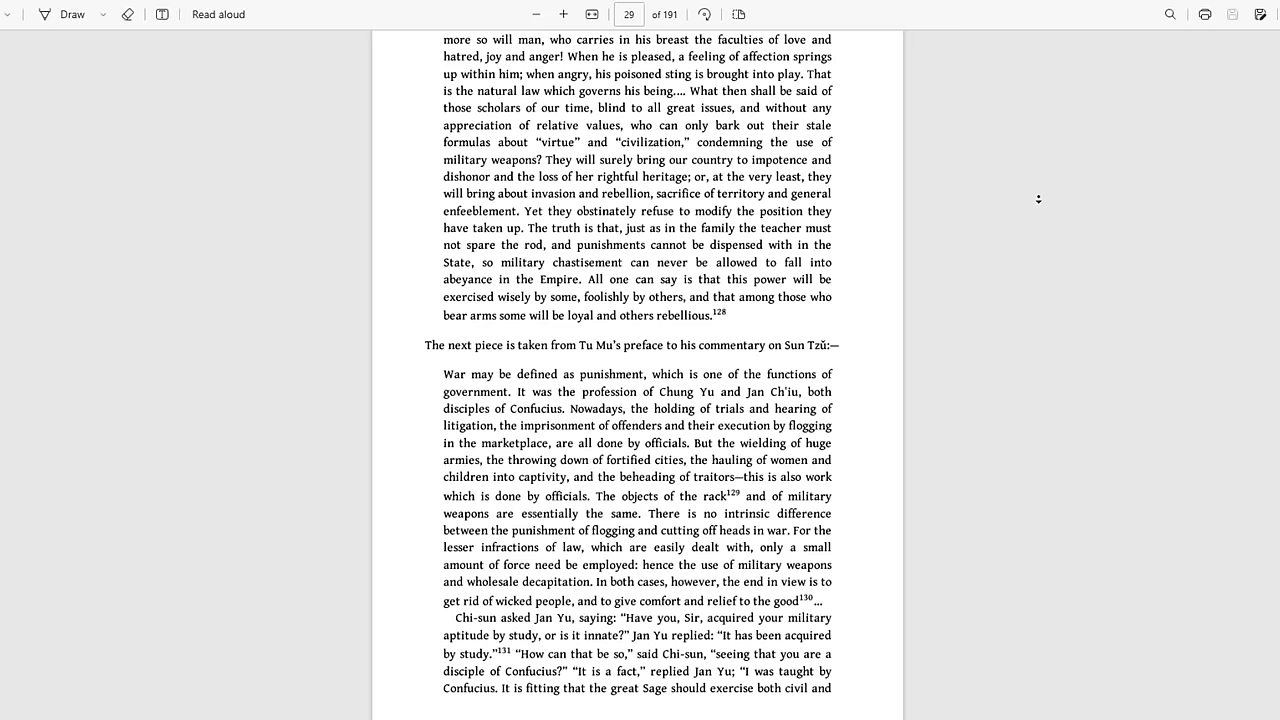 Draw
Read aloud
29 of 191
more so will man, who carries in his breast the faculties of love and
hatred, joy and anger! When he is pleased, a feeling of affection springs
up within him; when angry, his poisoned sting is brought into play. That
is the natural law which governs his being.... What then shall be said of
those scholars of our time, blind to all great issues, and without any
appreciation of relative values, who can only bark out their stale
formulas about “virtue” and “civilization,” condemning the use of
military weapons? They will surely bring our country to impotence and
dishonor and the loss of her rightful heritage; or, at the very least, they
will bring about invasion and rebellion, sacrifice of territory and general
enfeeblement. Yet they obstinately refuse to modify the position they
have taken up. The truth is that, just as in the family the teacher must
not spare the rod, and punishments cannot be dispensed with in the
State, so military chastisement can never be allowed to fall into
abeyance in the Empire. All one can say is that this power will be
exercised wisely by some, foolishly by others, and that among those who
bear arms some will be loyal and others rebellious.128
The next piece is taken from Tu Mu’s preface to his commentary on Sun Tzŭ:—
War may be defined as punishment, which is one of the functions of
government. It was the profession of Chung Yu and Jan Ch'iu, both
disciples of Confucius. Nowadays, the holding of trials and hearing of
litigation, the imprisonment of offenders and their execution by flogging
in the marketplace, are all done by officials. But the wielding of huge
armies, the throwing down of fortified cities, the hauling of women and
children into captivity, and the beheading of traitors—this is also work
which is done by officials. The objects of the rack129 and of military
weapons are essentially the same. There is no intrinsic difference
between the punishment of flogging and cutting off heads in war. For the
lesser infractions of law, which are easily dealt with, only a small
amount of force need be employed: hence the use of military weapons
and wholesale decapitation. In both cases, however, the end in view is to
get rid of wicked people, and to give comfort and relief to the good130...
Chi-sun asked Jan Yu, saying: “Have you, Sir, acquired your military
aptitude by study, or is it innate?” Jan Yu replied: “It has been acquired
by study.”131 “How can that be so,” said Chi-sun, “seeing that you are a
disciple of Confucius?” “It is a fact,” replied Jan Yu; “I was taught by
Confucius. It is fitting that the great Sage should exercise both civil and